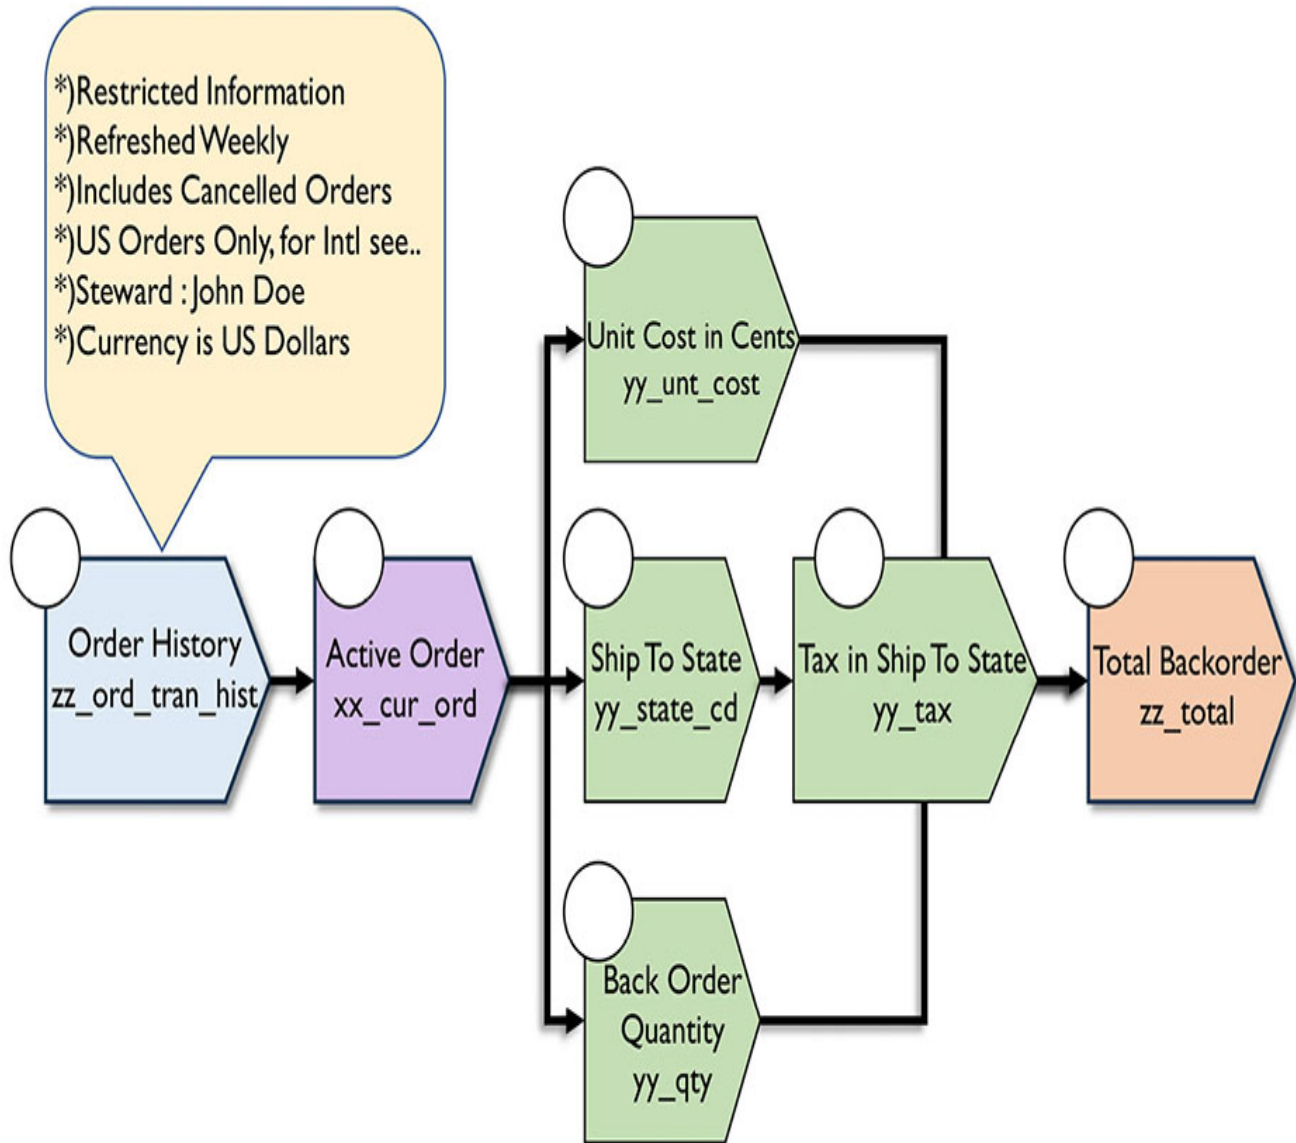 *)Restricted Information
*)Refreshed Weekly
*)Includes Cancelled Orders
*)US Orders Only, for Intl see..
*)Steward : John Doe
*)Currency is US Dollars
Unit Cost in Cents
yy_unt_cost
Order History
zz_ord_tran_hist
Active Order
xx_cur_ord
Ship To State
yy_state_cd
Tax in Ship To State
yy_tax
Total Backorder
zz_total
Back Order
Quantity
yy_qty